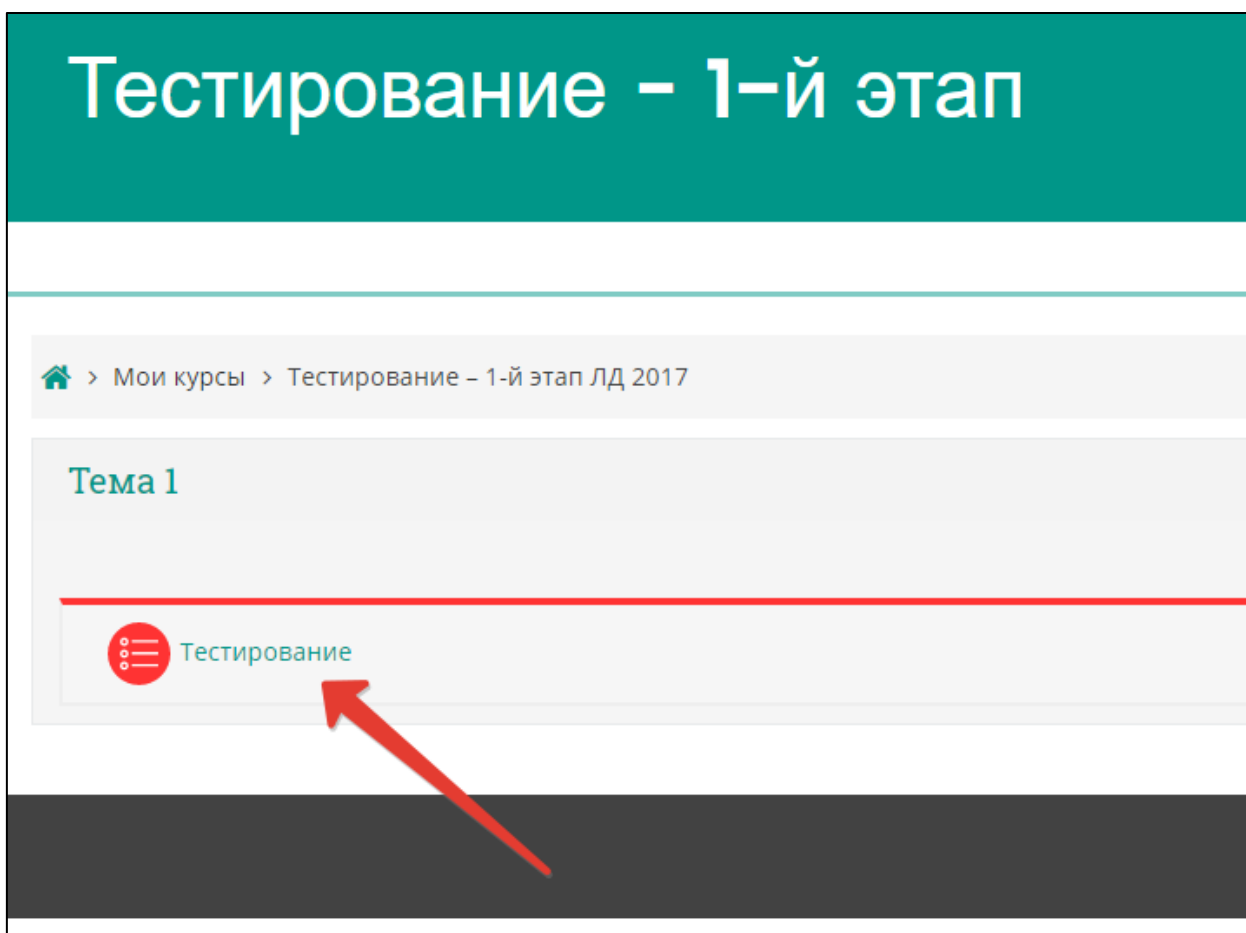 Тестирование - 1-й этап
> Мои курсы > Тестирование – 1-й этап ЛД 2017
Тема 1
Тестирование